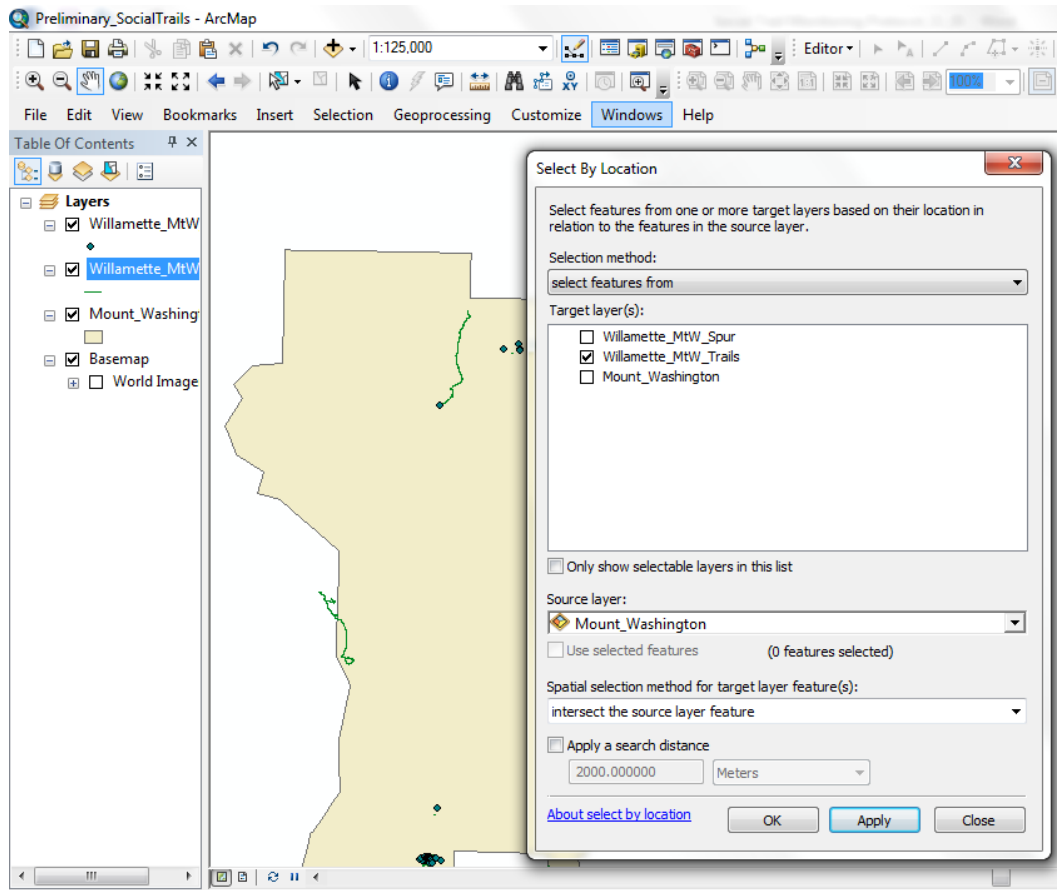 Preliminary_SocialTrails - ArcMap
1:125,000
Editor
100%
File Edit View Bookmarks Insert Selection Geoprocessing Customize Windows Help
Table Of Contents
Layers
Willamette_MtW
Willamette_MtW
Mount_Washing
Basemap
World Image
Select By Location
Select features from one or more target layers based on their location in
relation to the features in the source layer.
Selection method:
select features from
Target layer(s):
Willamette_MtW_Spur
Willamette_MtW_Trails
Mount_Washington
Only show selectable layers in this list
Source layer:
Mount_Washington
Use selected features (0 features selected)
Spatial selection method for target layer feature(s):
intersect the source layer feature
Apply a search distance
2000.000000 Meters
About select by location OK Apply Close